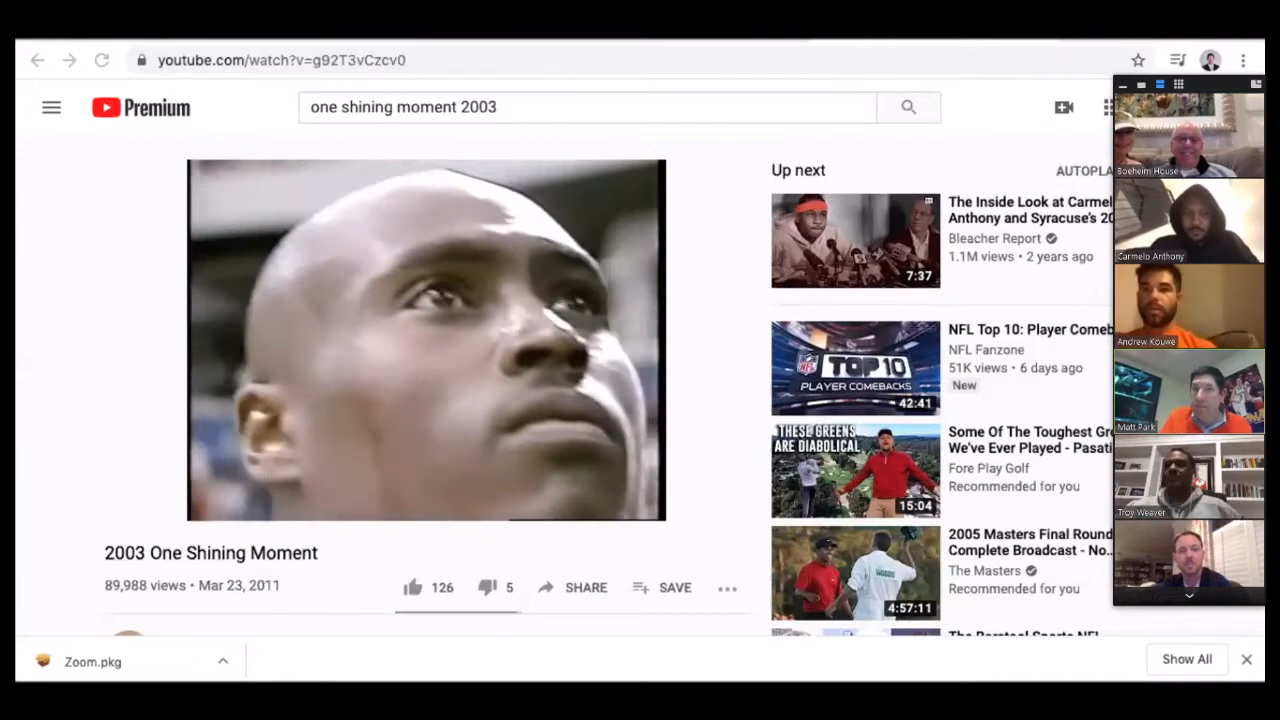 youtube.com/watch?v=g92T3vCzcv0
Premium
one shining moment 2003
Up next
AUTOPLA
The Inside Look at Carmel
Anthony and Syracuse's 20
Bleacher Report
1.1M views • 2 years ago
7:37
NFL Top 10: Player Comeb
NFL Fanzone
51K views • 6 days ago
New
NFL
TOP 10
PLAYER COMEBACKS
42:41
THESE GREENS
ARE DIABOLICAL
15:04
Some Of The Toughest Gr
We've Ever Played - Pasati
Fore Play Golf
Recommended for you
2005 Masters Final Round
Complete Broadcast - No...
The Masters
Recommended for you
WOODS
4:57:11
2003 One Shining Moment
89,988 views • Mar 23, 2011
126
5
SHARE
SAVE
Boeheim House
Carmelo Anthony
Andrew Kouwe
Matt Park
Troy Weaver
Zoom.pkg
Show All